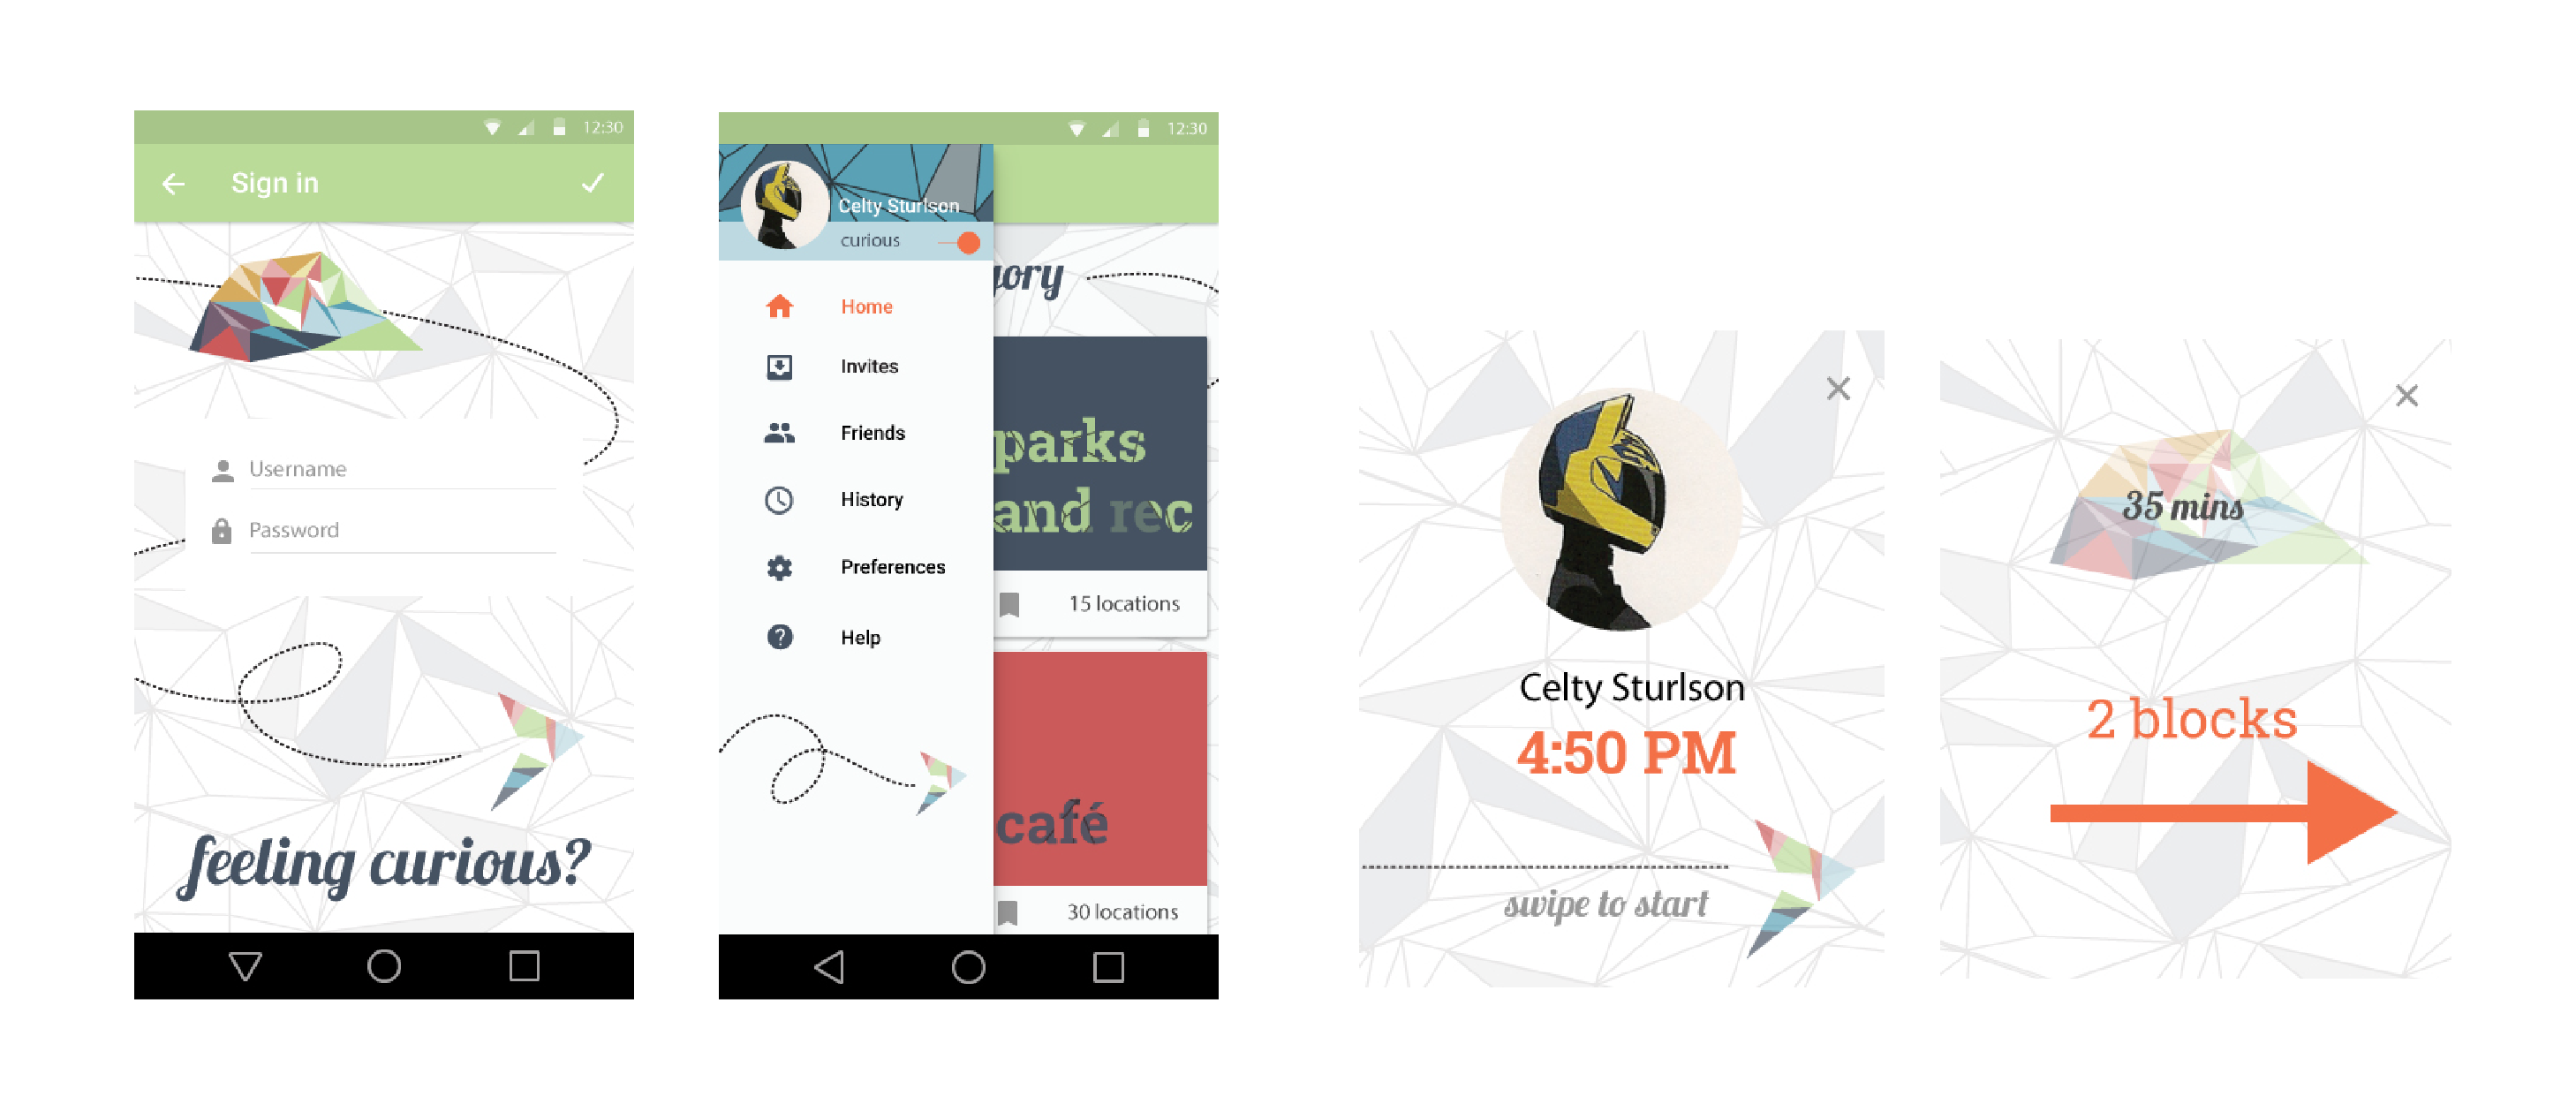 12:30
Sign in
Username
Password
feeling curious?
12:30
Celty Sturlson
curious
Home
Invites
Friends
History
Preferences
Help
parks
and rec
15 locations
café
30 locations
Celty Sturlson
4:50 PM
swipe to start
35 mins
2 blocks